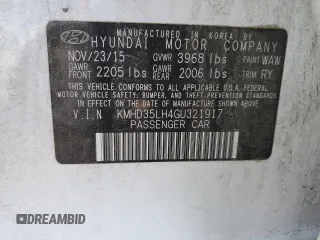 MANUFACTURED IN KOREA BY
HYUNDAI MOTOR COMPANY
NOV/23/15 GVWR 3968 lbs PAINT WAW
GAWR FRONT 2205 lbs GAWR REAR 2006 lbs TRIM RY
THIS VEHICLE CONFORMS TO ALL APPLICABLE U.S.A FEDERAL
MOTOR VEHICLE SAFETY, BUMPER, AND THEFT PREVENTION
STANDARDS IN EFFECT ON THE DATE OF MANUFACTURE SHOWN ABOVE.
V.I.N KMHD35LH4GU321917
PASSENGER CAR
IDRIVEBID